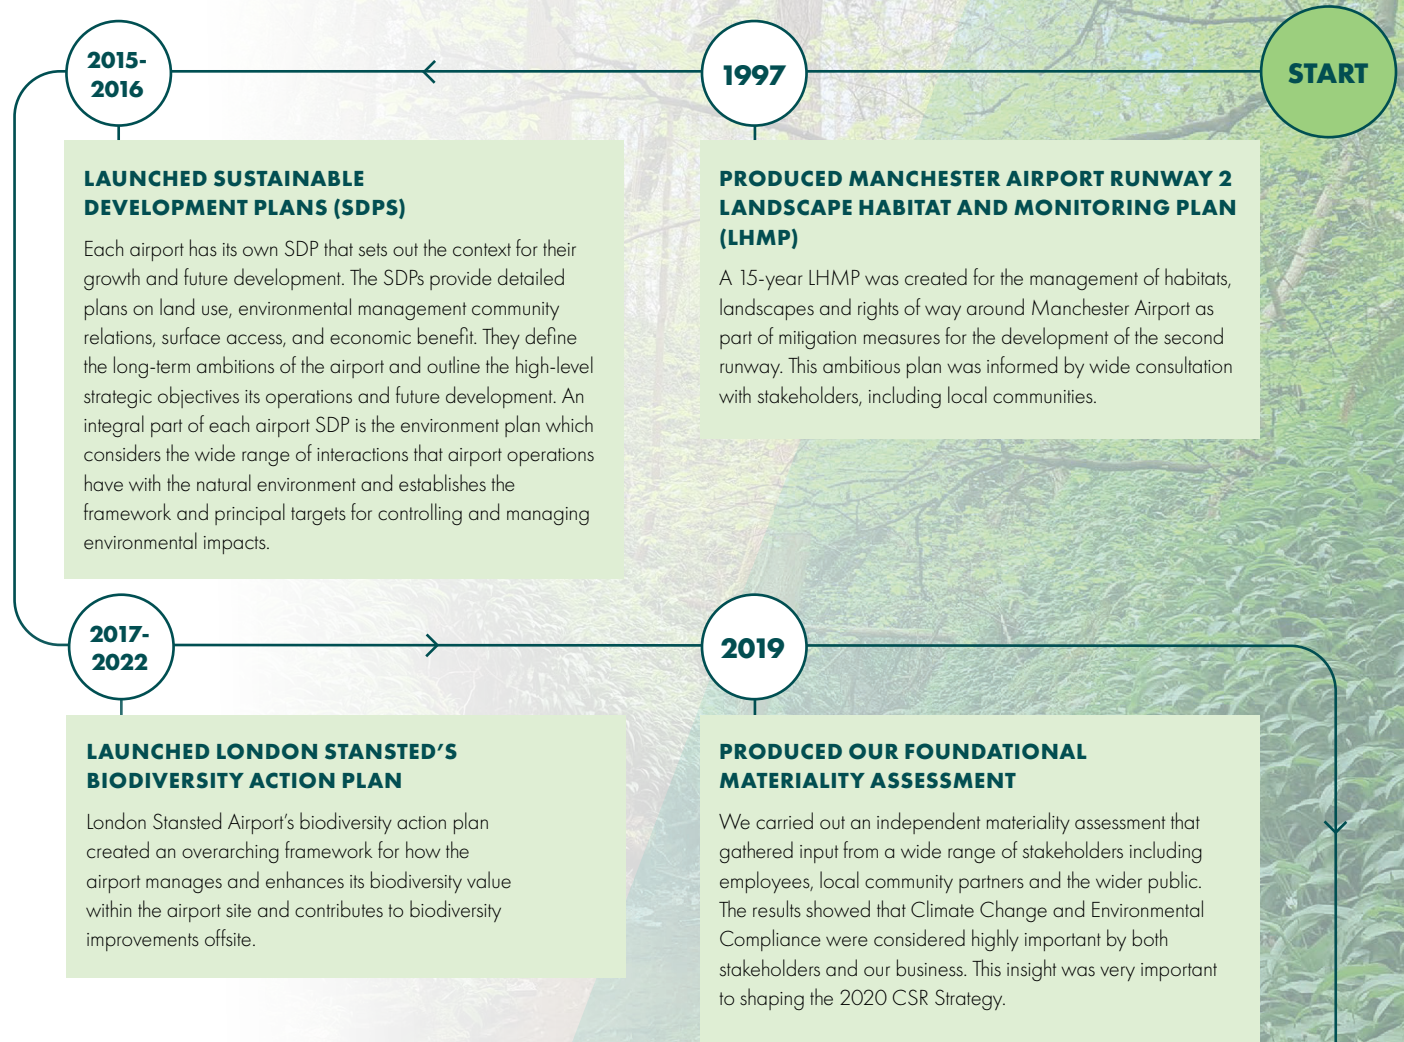 START
1997
PRODUCED MANCHESTER AIRPORT RUNWAY 2
LANDSCAPE HABITAT AND MONITORING PLAN
(LHMP)
A 15-year LHMP was created for the management of habitats,
landscapes and rights of way around Manchester Airport as
part of mitigation measures for the development of the second
runway. This ambitious plan was informed by wide consultation
with stakeholders, including local communities.
2015-
2016
LAUNCHED SUSTAINABLE
DEVELOPMENT PLANS (SDPS)
Each airport has its own SDP that sets out the context for their
growth and future development. The SDPs provide detailed
plans on land use, environmental management community
relations, surface access, and economic benefit. They define
the long-term ambitions of the airport and outline the high-level
strategic objectives its operations and future development. An
integral part of each airport SDP is the environment plan which
considers the wide range of interactions that airport operations
have with the natural environment and establishes the
framework and principal targets for controlling and managing
environmental impacts.
2017-
2022
LAUNCHED LONDON STANSTED'S
BIODIVERSITY ACTION PLAN
London Stansted Airport's biodiversity action plan
created an overarching framework for how the
airport manages and enhances its biodiversity value
within the airport site and contributes to biodiversity
improvements offsite.
2019
PRODUCED OUR FOUNDATIONAL
MATERIALITY ASSESSMENT
We carried out an independent materiality assessment that
gathered input from a wide range of stakeholders including
employees, local community partners and the wider public.
The results showed that Climate Change and Environmental
Compliance were considered highly important by both
stakeholders and our business. This insight was very important
to shaping the 2020 CSR Strategy.